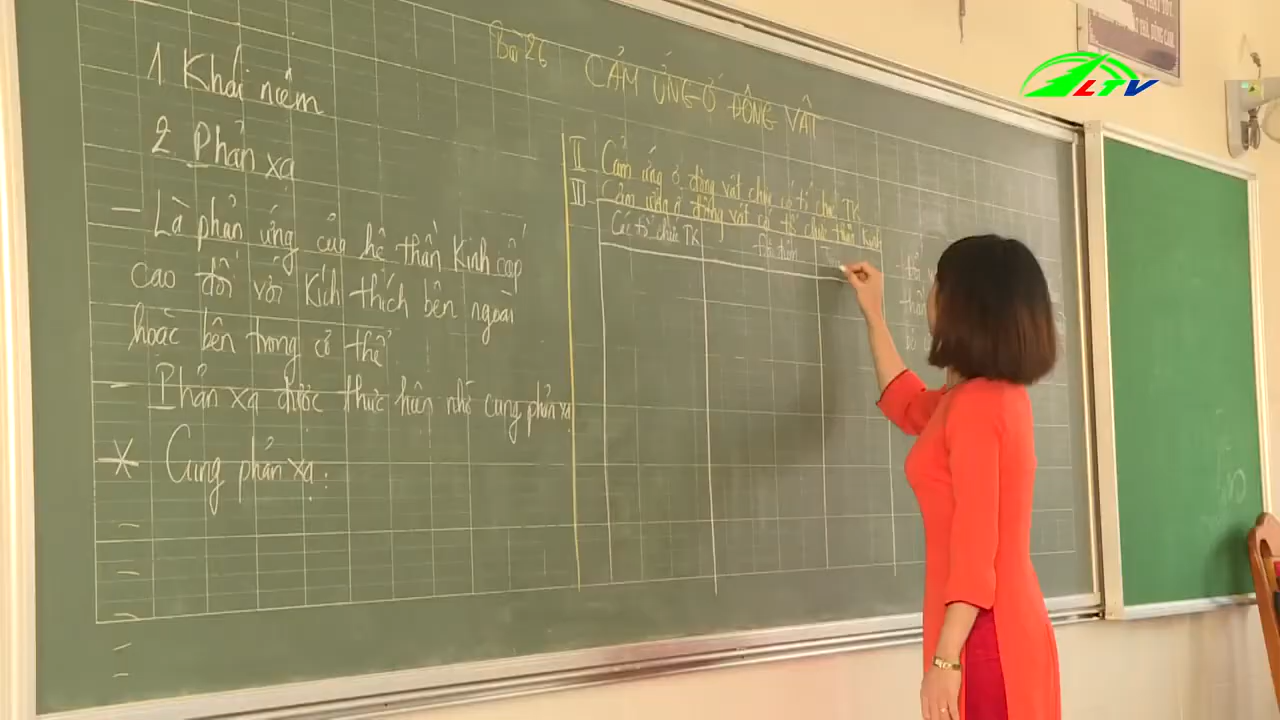 Bài 26 CẢM ỨNG Ở ĐỘNG VẬT
1 Khái niệm
2 Phản xạ
– Là phản ứng của hệ thần kinh cấp
cao đối với kích thích bên ngoài
hoặc bên trong cơ thể
– Phản xạ được thực hiện nhờ cung phản xạ
* Cung phản xạ:
II Cảm ứng ở động vật chưa có tổ chức TK
III Cảm ứng ở động vật có tổ chức thần kinh
Các tổ chức TK
Đại diện
LTV